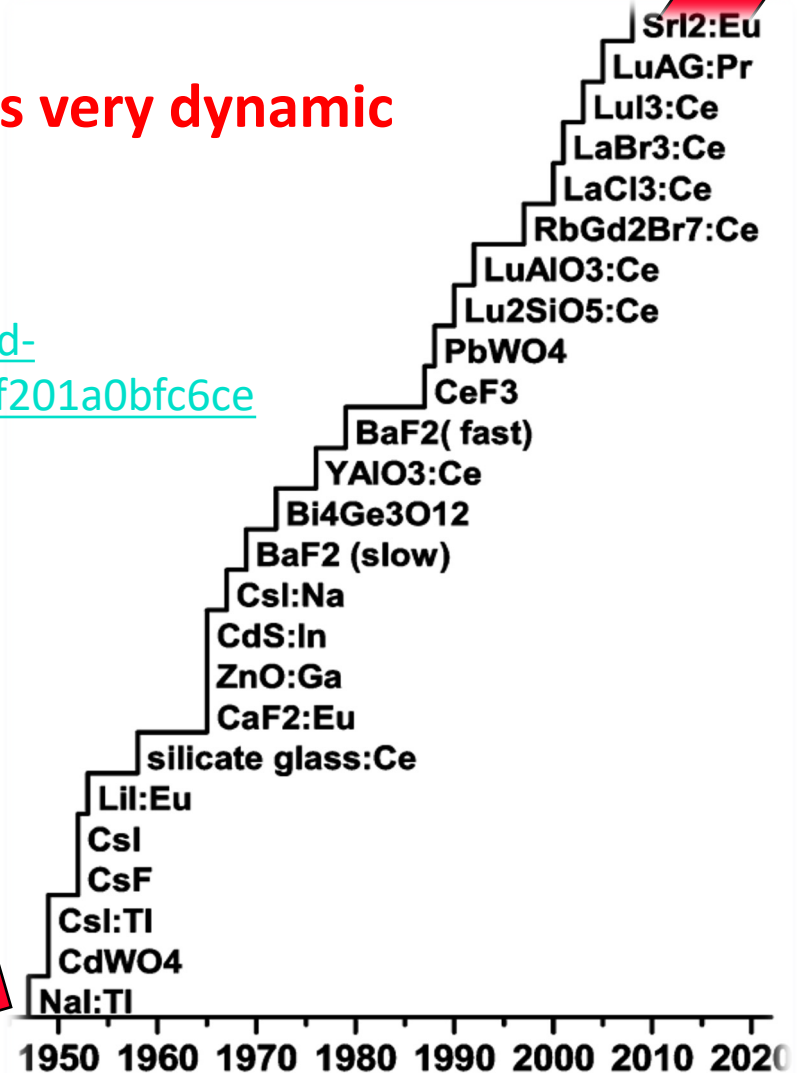 SrI2:Eu
LuAG:Pr
s very dynamic
LuI3:Ce
LaBr3:Ce
LaCl3:Ce
RbGd2Br7:Ce
LuAlO3:Ce
Lu2SiO5:Ce
d-
PbWO4
f201a0bfc6ce
CeF3
BaF2( fast)
YAlO3:Ce
Bi4Ge3O12
BaF2 (slow)
CsI:Na
CdS:In
ZnO:Ga
CaF2:Eu
silicate glass:Ce
LiI:Eu
CsI
CsF
CsI:Tl
CdWO4
NaI:Tl
1950 1960 1970 1980 1990 2000 2010 2020